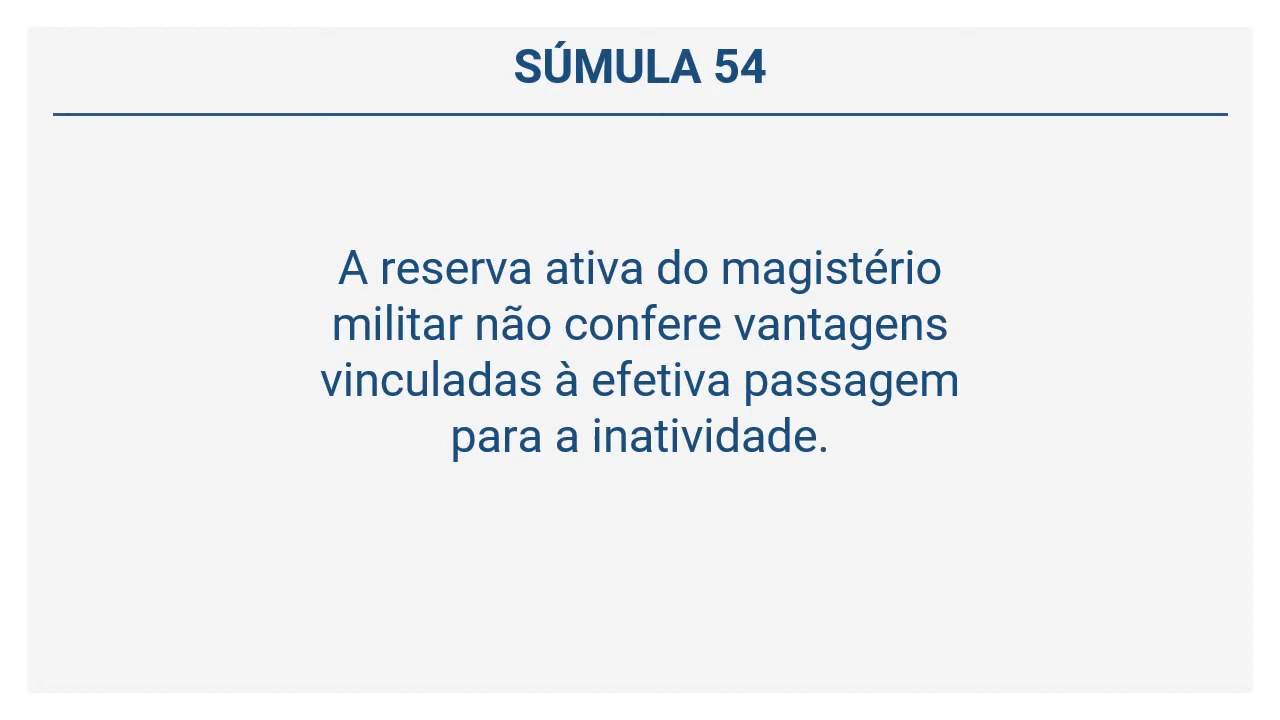 SÚMULA 54
A reserva ativa do magistério
militar não confere vantagens
vinculadas à efetiva passagem
para a inatividade.